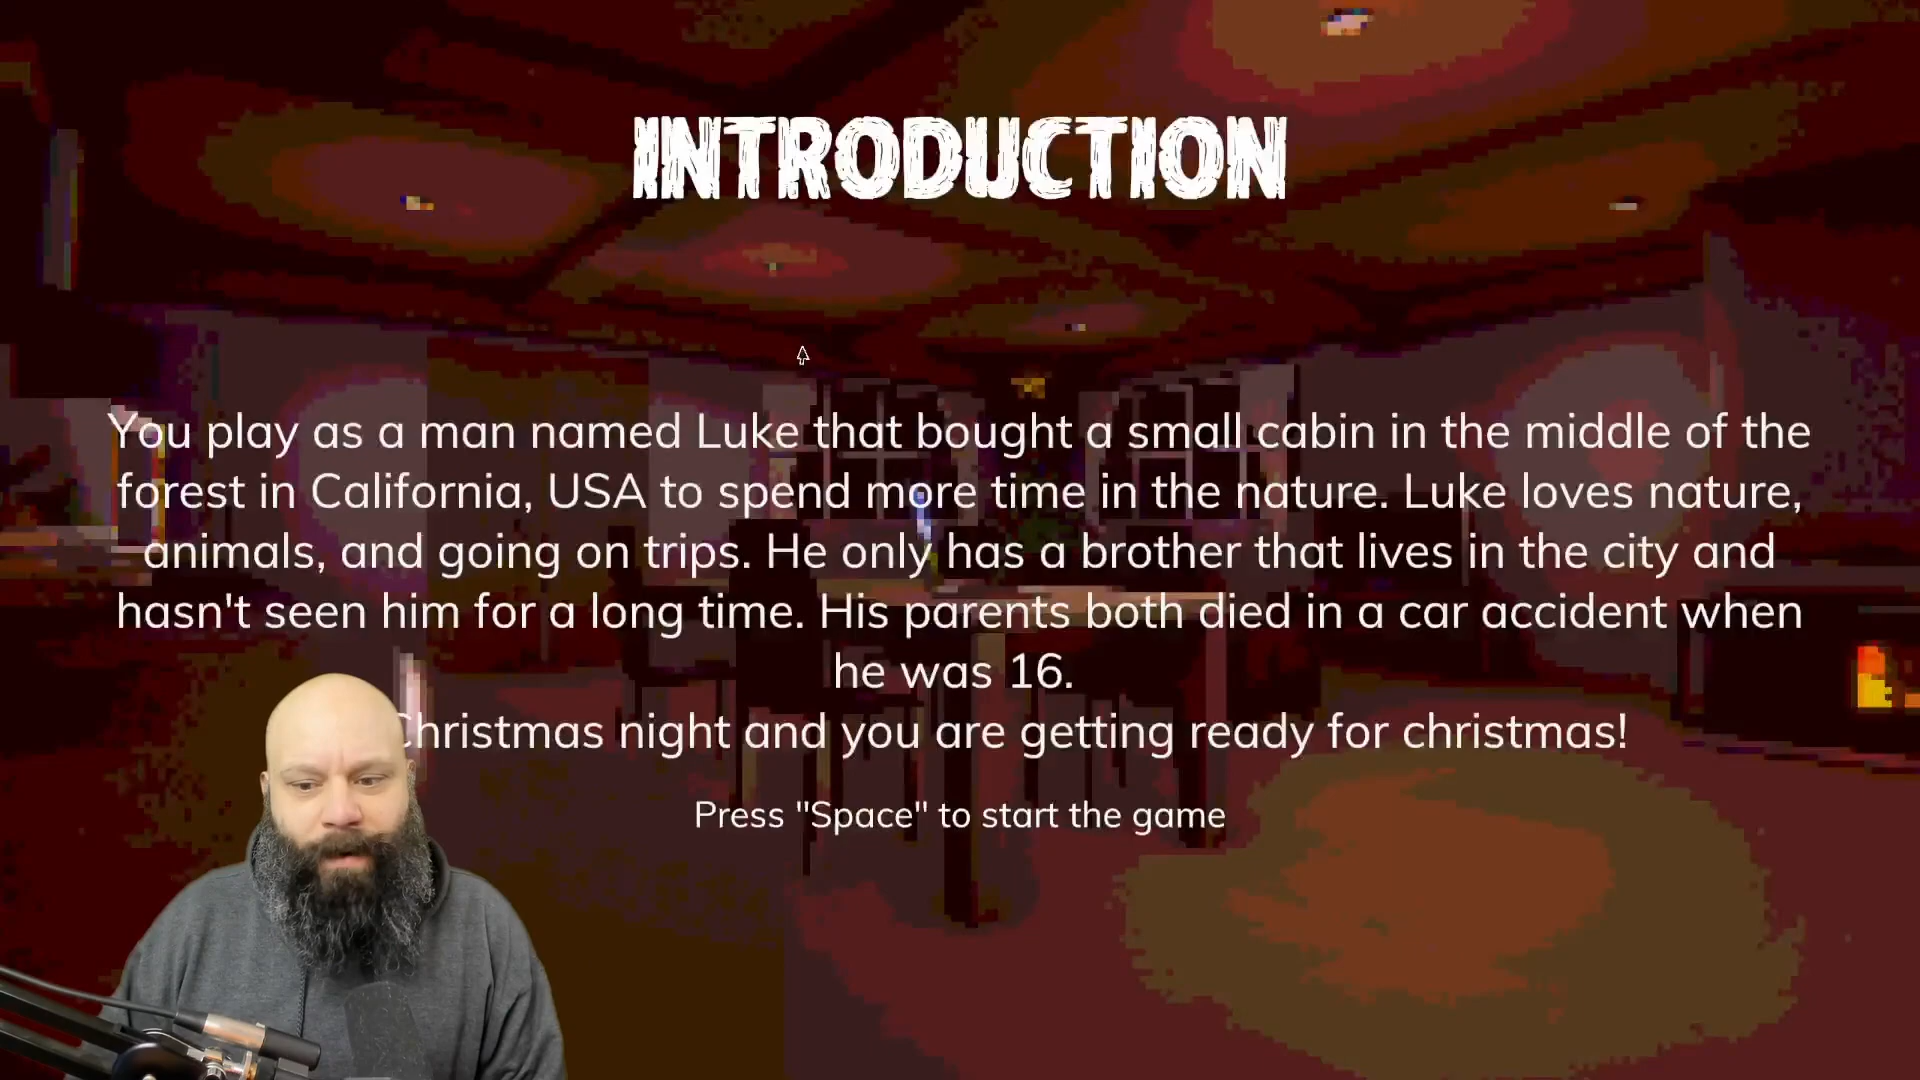 INTRODUCTION
You play as a man named Luke that bought a small cabin in the middle of the
forest in California, USA to spend more time in the nature. Luke loves nature,
animals, and going on trips. He only has a brother that lives in the city and
hasn't seen him for a long time. His parents both died in a car accident when
he was 16.
Christmas night and you are getting ready for christmas!
Press "Space" to start the game